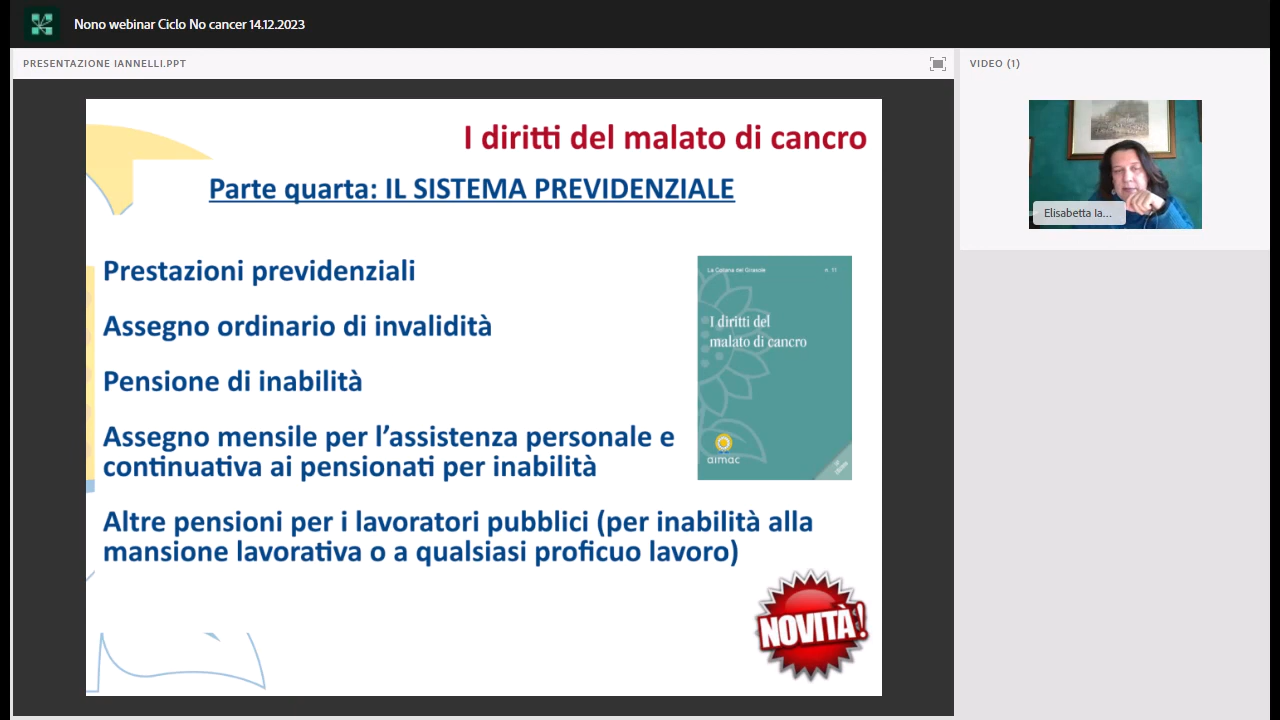 Nono webinar Ciclo No cancer 14.12.2023
PRESENTAZIONE IANNELLI.PPT
VIDEO (1)
I diritti del malato di cancro
Parte quarta: IL SISTEMA PREVIDENZIALE
Prestazioni previdenziali
Assegno ordinario di invalidità
Pensione di inabilità
Assegno mensile per l’assistenza personale e
continuativa ai pensionati per inabilità
Altre pensioni per i lavoratori pubblici (per inabilità alla
mansione lavorativa o a qualsiasi proficuo lavoro)
La Collana del Girasole n. 11
I diritti del
malato di cancro
aimac
NOVITÀ!
Elisabetta Ia...